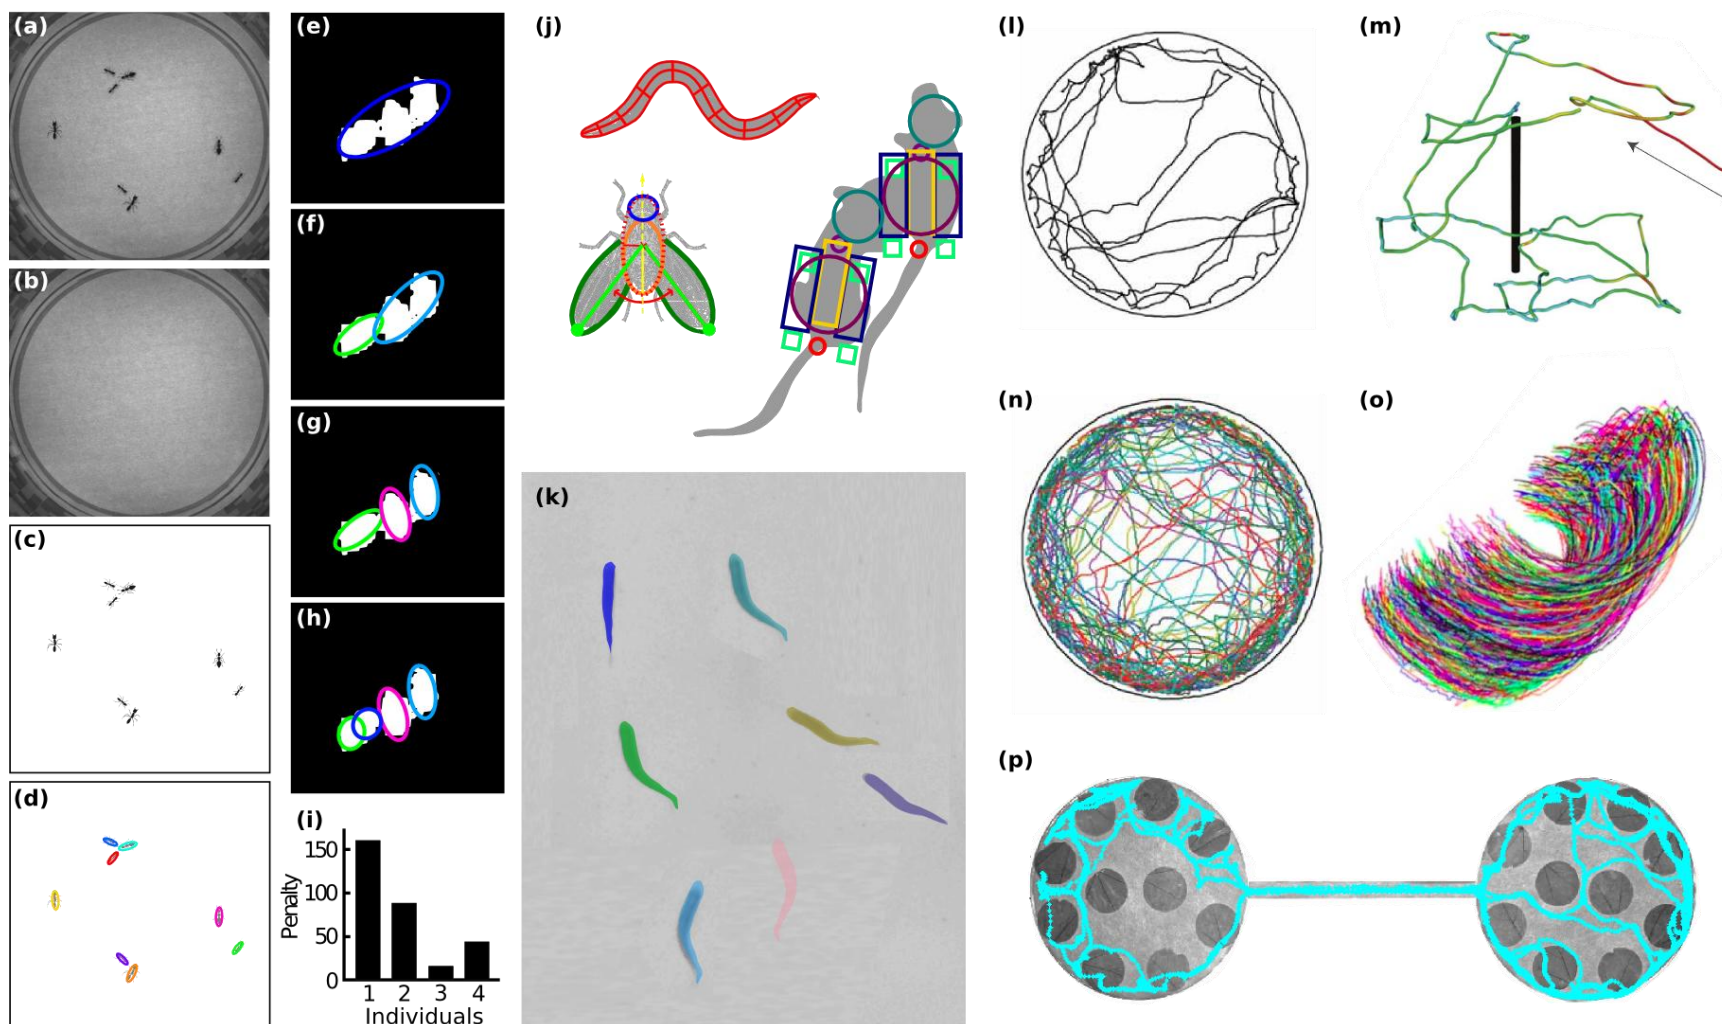 (a)
(b)
(c)
(d)
(e)
(f)
(g)
(h)
(i)
150
100
50
0
Penalty
1 2 3 4
Individuals
(j)
(k)
(l)
(m)
(n)
(o)
(p)